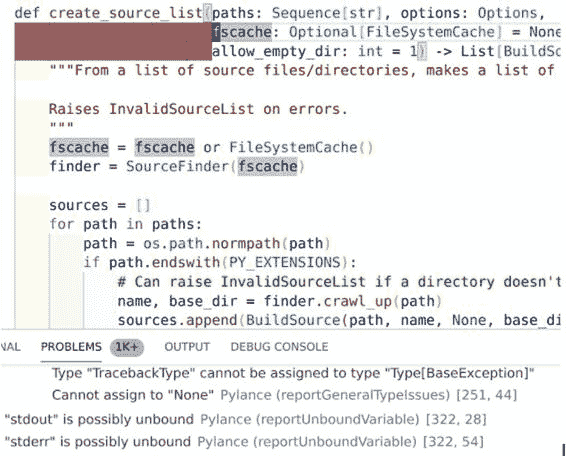 def create_source_list(paths: Sequence[str], options: Options,
fscache: Optional[FileSystemCache] = None
allow_empty_dir: int = 1) -> List[BuildSo
"""From a list of source files/directories, makes a list of
Raises InvalidSourceList on errors.
"""
fscache = fscache or FileSystemCache()
finder = SourceFinder(fscache)
sources = []
for path in paths:
path = os.path.normpath(path)
if path.endswith(PY_EXTENSIONS):
# Can raise InvalidSourceList if a directory doesn't
name, base_dir = finder.crawl_up(path)
sources.append(BuildSource(path, name, None, base_di
NAL PROBLEMS 1K+ OUTPUT DEBUG CONSOLE
Type "TracebackType" cannot be assigned to type "Type[BaseException]"
Cannot assign to "None" Pylance (reportGeneralTypeIssues) [251, 44]
"stdout" is possibly unbound Pylance (reportUnboundVariable) [322, 28]
"stderr" is possibly unbound Pylance (reportUnboundVariable) [322, 54]